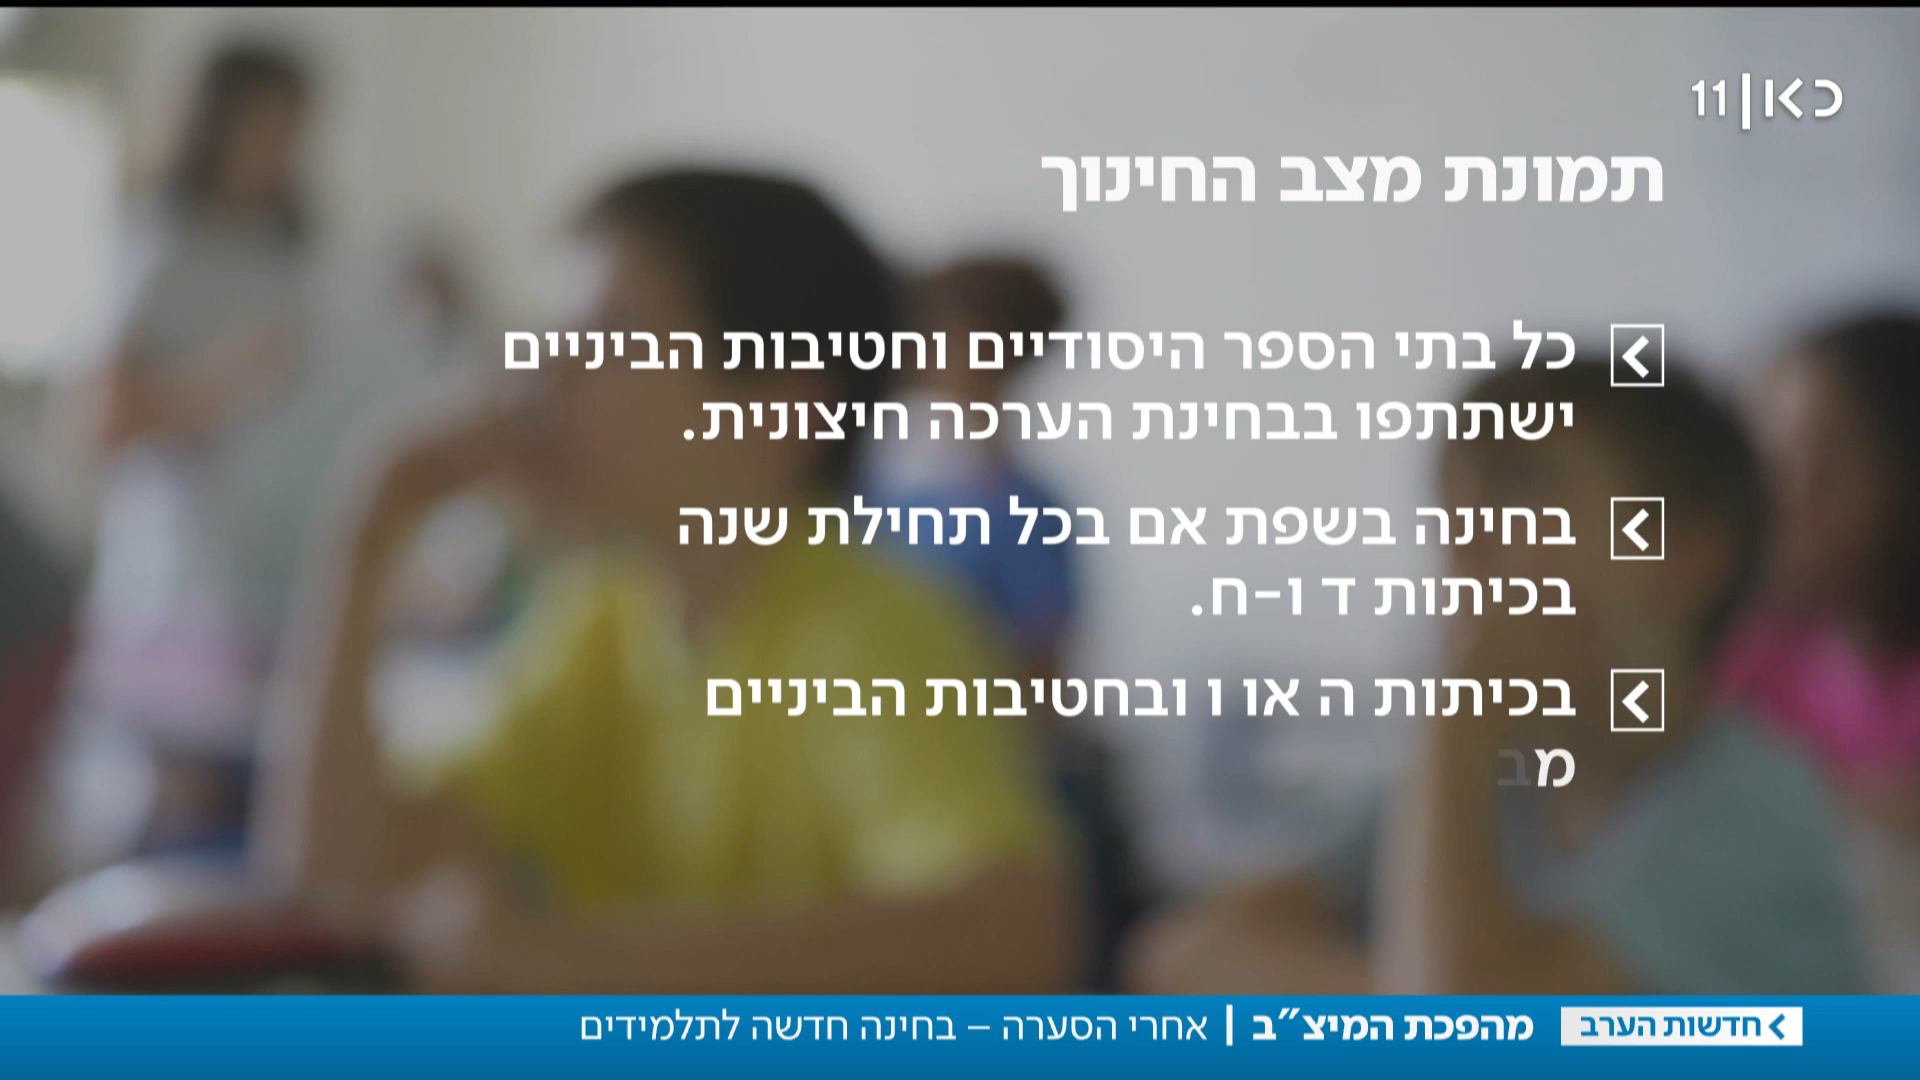 כאן|11
תמונת מצב החינוך
כל בתי הספר היסודיים וחטיבות הביניים
ישתתפו בבחינת הערכה חיצונית.
בחינה בשפת אם בכל תחילת שנה
בכיתות ד ו-ח.
בכיתות ה או ו ובחטיבות הביניים
מב
חדשות הערב
מהפכת המיצ״ב | אחרי הסערה – בחינה חדשה לתלמידים